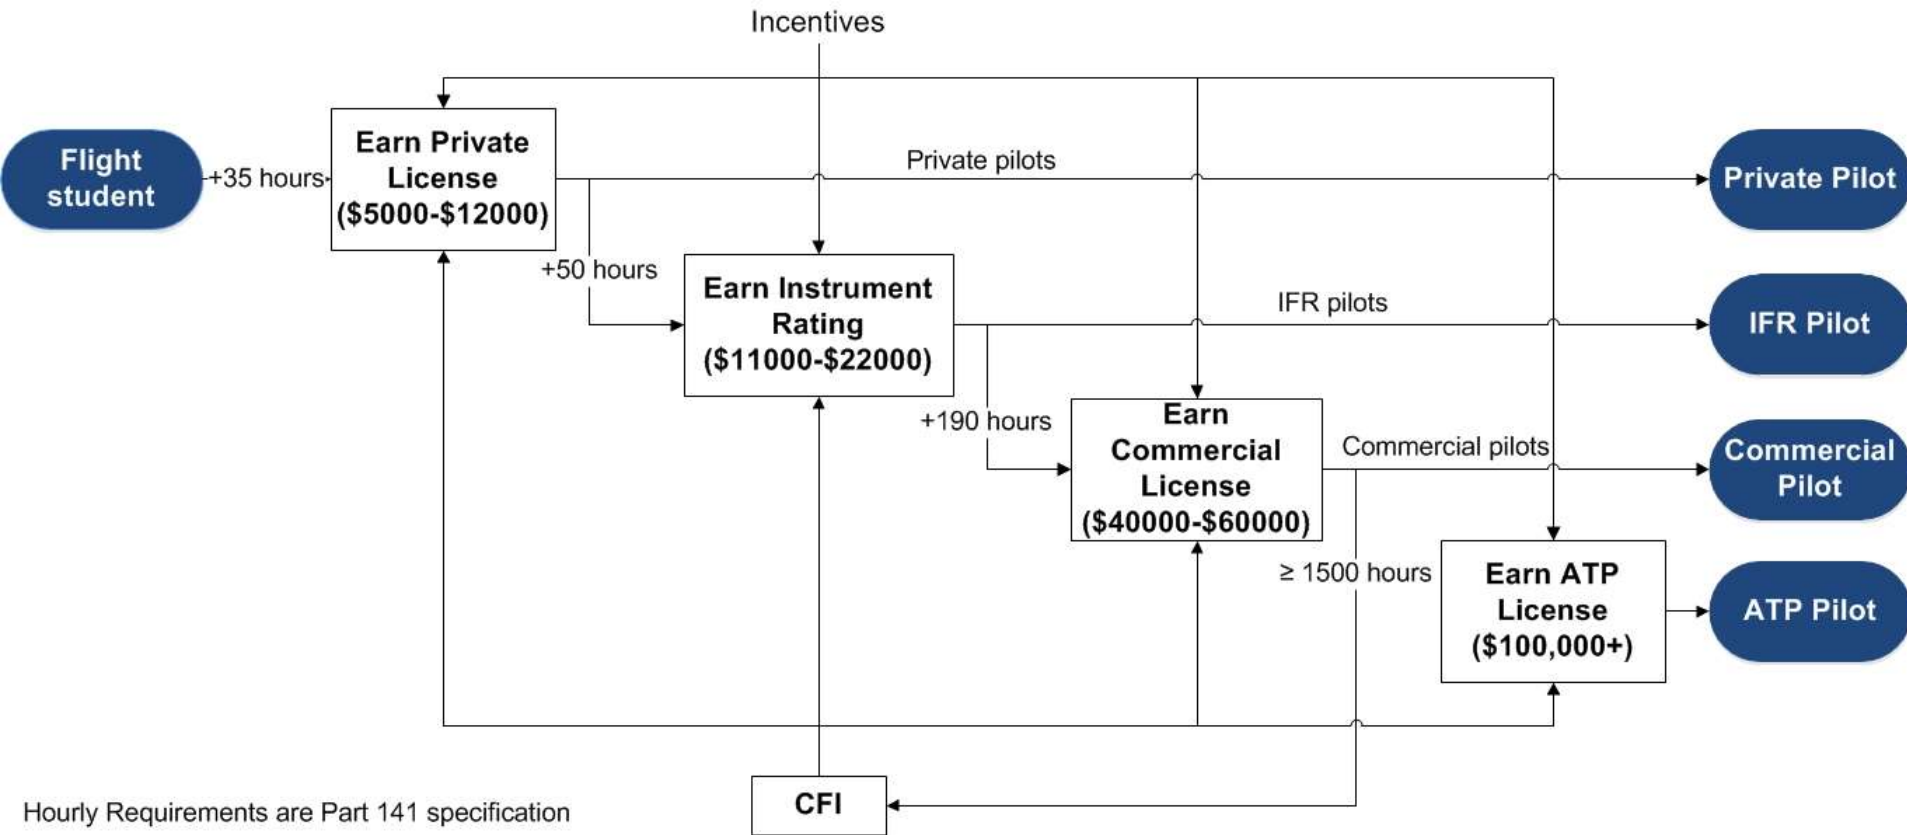 Incentives
Flight
student
+35 hours
Earn Private
License
($5000-$12000)
Private pilots
Private Pilot
+50 hours
Earn Instrument
Rating
($11000-$22000)
IFR pilots
IFR Pilot
+190 hours
Earn
Commercial
License
($40000-$60000)
Commercial pilots
Commercial
Pilot
≥ 1500 hours
Earn ATP
License
($100,000+)
ATP Pilot
CFI
Hourly Requirements are Part 141 specification